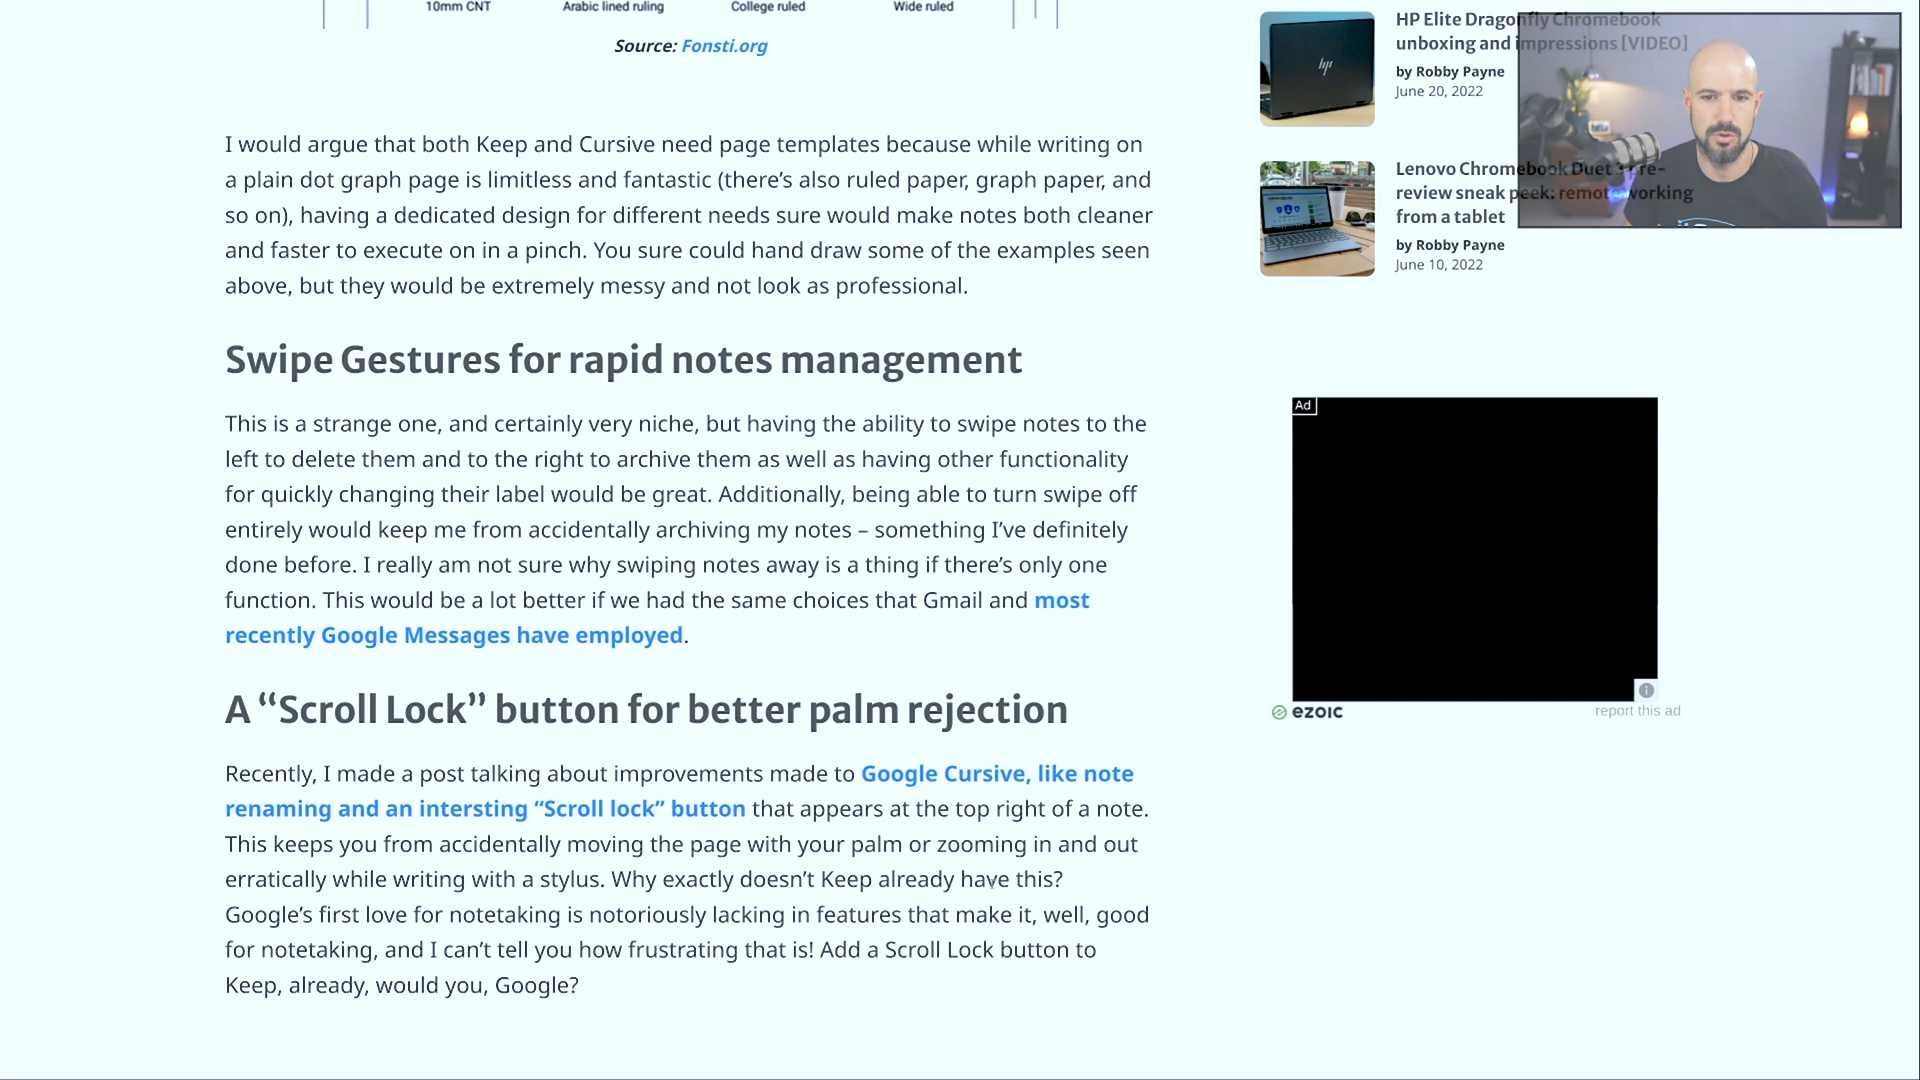 10mm CNT
Arabic lined ruling
College ruled
Wide ruled
Source: Fonsti.org
I would argue that both Keep and Cursive need page templates because while writing on
a plain dot graph page is limitless and fantastic (there’s also ruled paper, graph paper, and
so on), having a dedicated design for different needs sure would make notes both cleaner
and faster to execute on in a pinch. You sure could hand draw some of the examples seen
above, but they would be extremely messy and not look as professional.
Swipe Gestures for rapid notes management
This is a strange one, and certainly very niche, but having the ability to swipe notes to the
left to delete them and to the right to archive them as well as having other functionality
for quickly changing their label would be great. Additionally, being able to turn swipe off
entirely would keep me from accidentally archiving my notes – something I’ve definitely
done before. I really am not sure why swiping notes away is a thing if there’s only one
function. This would be a lot better if we had the same choices that Gmail and most
recently Google Messages have employed.
A “Scroll Lock” button for better palm rejection
Recently, I made a post talking about improvements made to Google Cursive, like note
renaming and an intersting “Scroll lock” button that appears at the top right of a note.
This keeps you from accidentally moving the page with your palm or zooming in and out
erratically while writing with a stylus. Why exactly doesn’t Keep already have this?
Google’s first love for notetaking is notoriously lacking in features that make it, well, good
for notetaking, and I can’t tell you how frustrating that is! Add a Scroll Lock button to
Keep, already, would you, Google?
hp
HP Elite Dragonfly Chromebook
unboxing and impressions [VIDEO]
by Robby Payne
June 20, 2022
Lenovo Chromebook Duet 3 pre-
review sneak peek: remote working
from a tablet
by Robby Payne
June 10, 2022
Ad
ezoic
report this ad